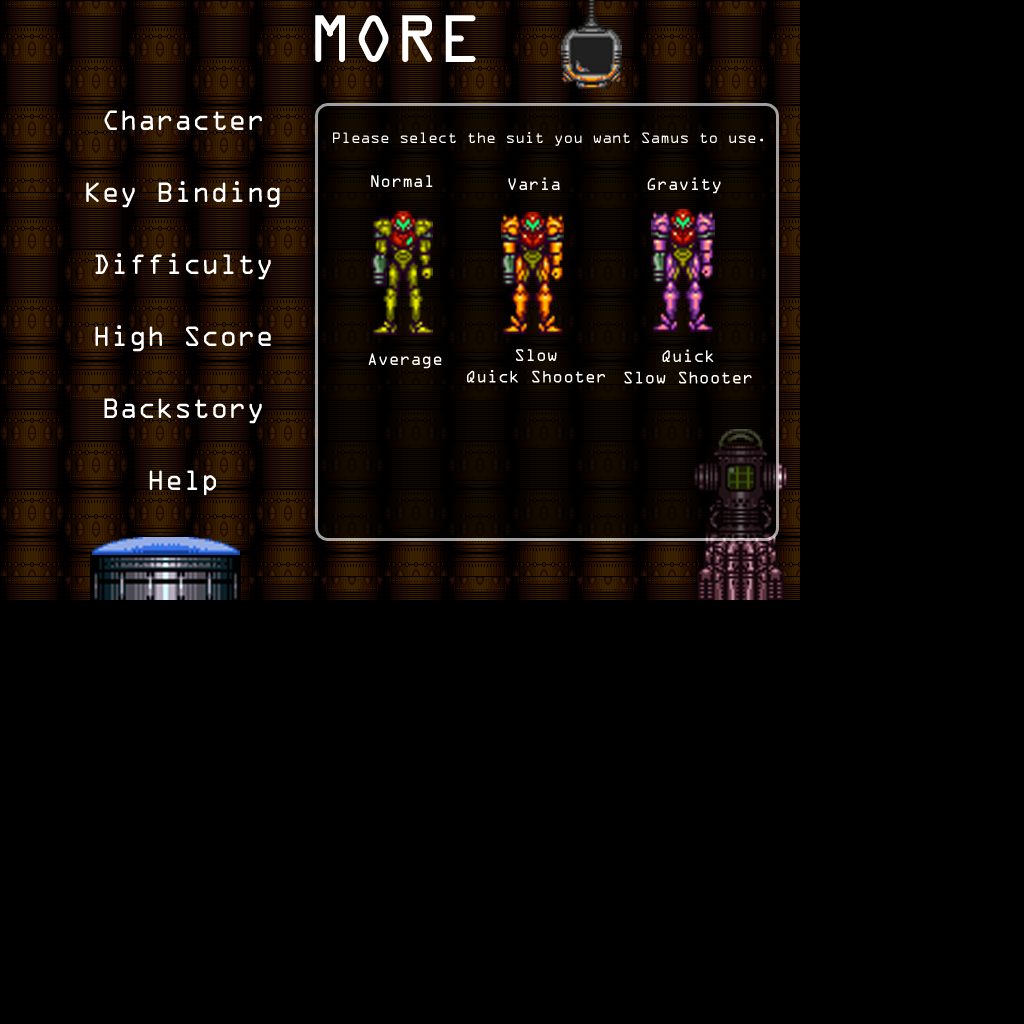 MORE
Character
Key Binding
Difficulty
High Score
Backstory
Help
Please select the suit you want Samus to use.
Normal
Varia
Gravity
Average
Slow
Quick Shooter
Quick
Slow Shooter